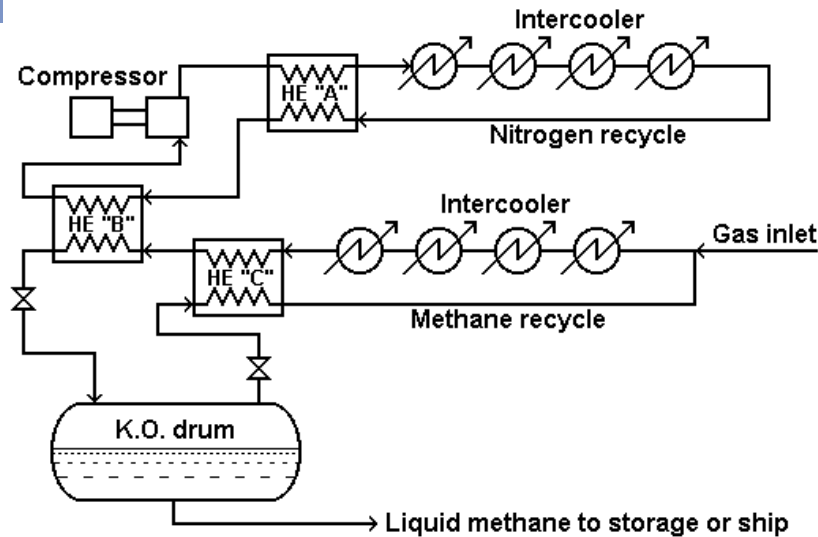 Intercooler
Compressor
HE "A"
Nitrogen recycle
HE "B"
Intercooler
Gas inlet
HE "C"
Methane recycle
K.O. drum
Liquid methane to storage or ship